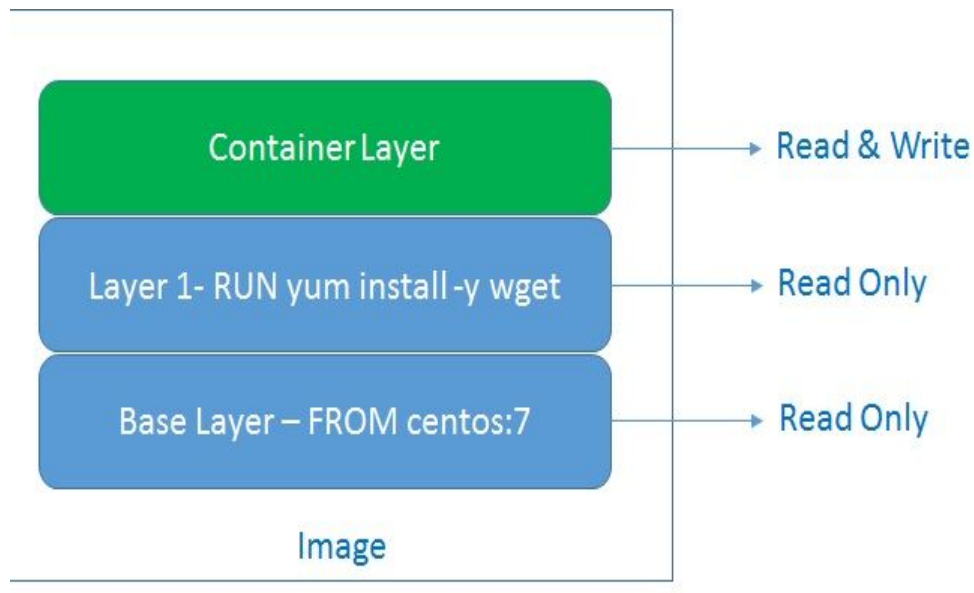 Container Layer
Read & Write
Layer 1- RUN yum install -y wget
Read Only
Base Layer – FROM centos:7
Read Only
Image